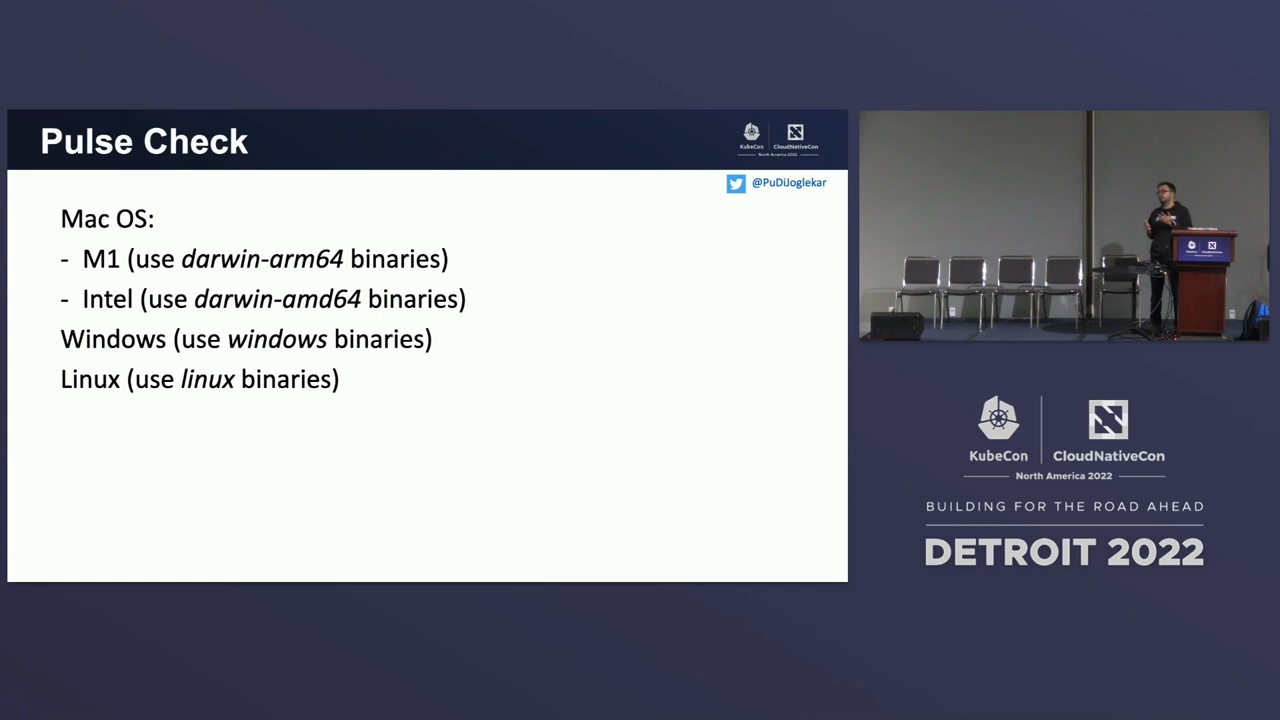 Pulse Check
KubeCon
CloudNativeCon
North America 2022
@PuDiJoglekar
Mac OS:
- M1 (use darwin-arm64 binaries)
- Intel (use darwin-amd64 binaries)
Windows (use windows binaries)
Linux (use linux binaries)
KubeCon
CloudNativeCon
North America 2022
BUILDING FOR THE ROAD AHEAD
DETROIT 2022